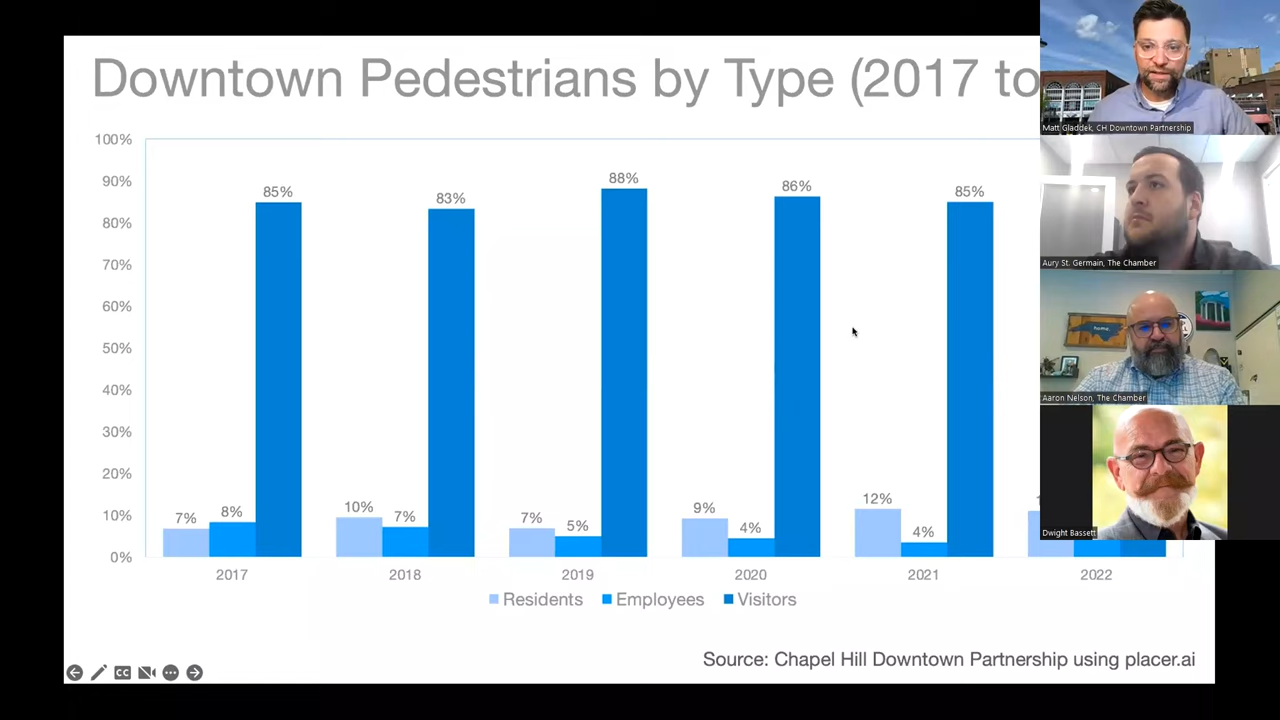 Downtown Pedestrians by Type (2017 to
100%
90%
80%
70%
60%
50%
40%
30%
20%
10%
0%
7% 8% 85%
10% 7% 83%
7% 5% 88%
9% 4% 86%
12% 4% 85%
2017 2018 2019 2020 2021 2022
Residents Employees Visitors
Source: Chapel Hill Downtown Partnership using placer.ai
CC
Matt Gladdek, CH Downtown Partnership
Aury St. Germain, The Chamber
home.
Aaron Nelson, The Chamber
Dwight Bassett